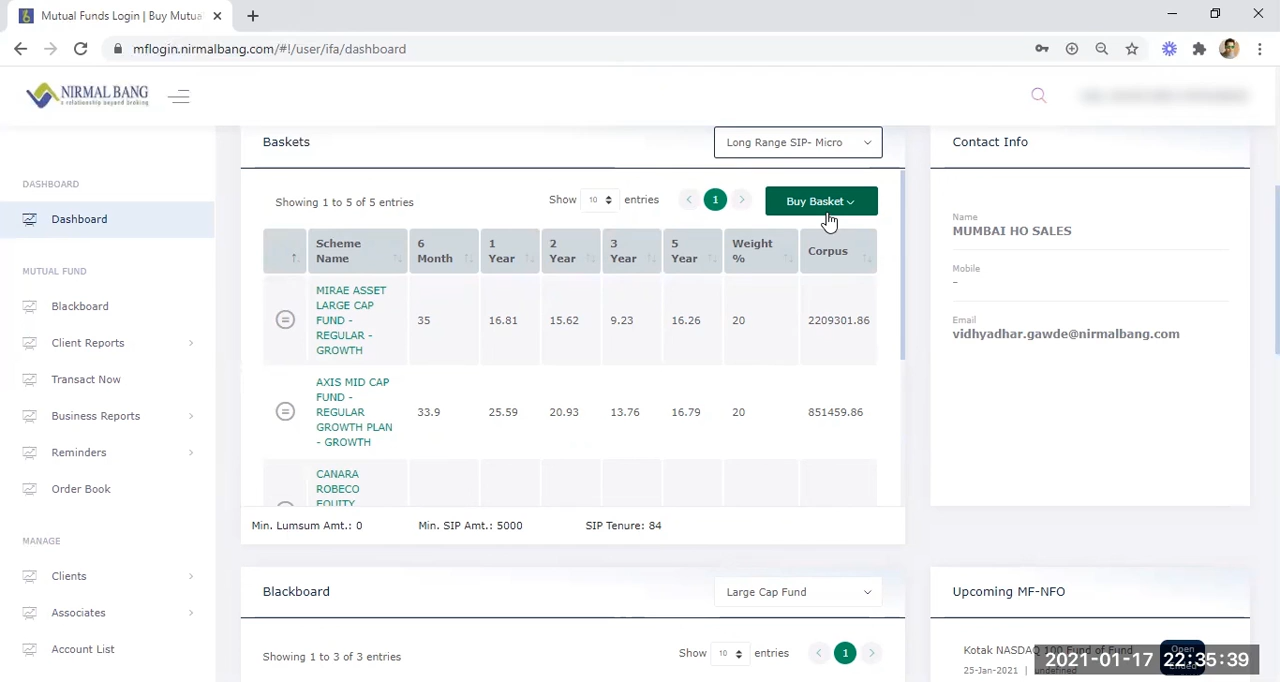 Mutual Funds Login | Buy Mutua
mflogin.nirmalbang.com/#!/user/ifa/dashboard
NIRMAL BANG
a relationship beyond broking
DASHBOARD
Dashboard
MUTUAL FUND
Blackboard
Client Reports
Transact Now
Business Reports
Reminders
Order Book
MANAGE
Clients
Associates
Account List
Baskets
Long Range SIP- Micro
Showing 1 to 5 of 5 entries
Show 10 entries
1
Buy Basket
Scheme Name 6 Month 1 Year 2 Year 3 Year 5 Year Weight % Corpus
MIRAE ASSET
LARGE CAP
FUND -
REGULAR -
GROWTH
35 16.81 15.62 9.23 16.26 20 2209301.86
AXIS MID CAP
FUND -
REGULAR
GROWTH PLAN
- GROWTH
33.9 25.59 20.93 13.76 16.79 20 851459.86
CANARA
ROBECO
EQUITY
Min. Lumsum Amt.: 0 Min. SIP Amt.: 5000 SIP Tenure: 84
Contact Info
Name
MUMBAI HO SALES
Mobile
-
Email
vidhyadhar.gawde@nirmalbang.com
Blackboard
Large Cap Fund
Showing 1 to 3 of 3 entries
Show 10 entries
1
Upcoming MF-NFO
Kotak NASDAQ 100 Fund of Fund
25-Jan-2021 | undefined
Open
Ended
2021-01-17 22:35:39